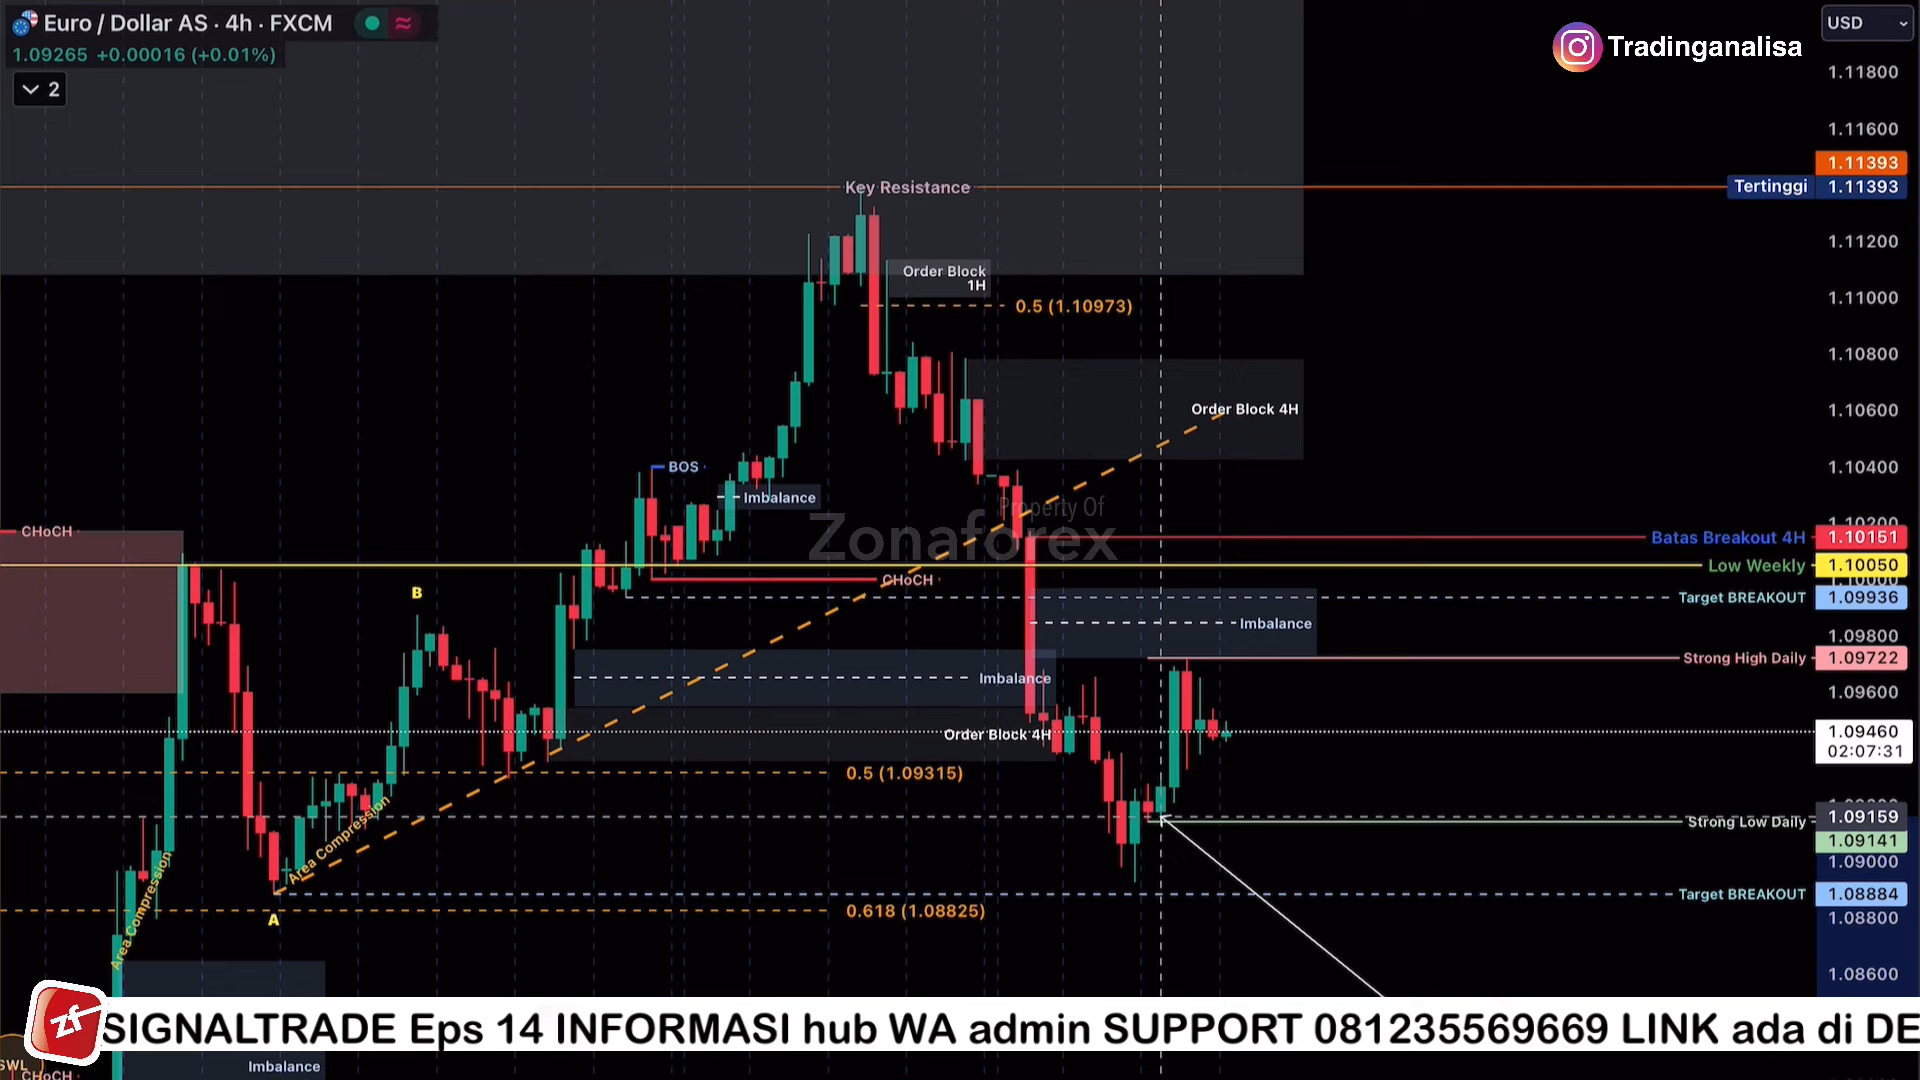 Euro / Dollar AS · 4h · FXCM
1.09265 +0.00016 (+0.01%)
2
Tradinganalisa
USD
1.11800
1.11600
1.11393
Key Resistance
Tertinggi 1.11393
1.11200
Order Block
1H
1.11000
0.5 (1.10973)
1.10800
Order Block 4H
1.10600
BOS
1.10400
Imbalance
Property Of
Zonaforex
CHoCH
1.10200
Batas Breakout 4H 1.10151
Low Weekly 1.10050
1.10000
CHoCH
B
Target BREAKOUT 1.09936
Imbalance
1.09800
Strong High Daily 1.09722
Imbalance
1.09600
Order Block 4H
1.09460
02:07:31
0.5 (1.09315)
Area Compression
Strong Low Daily 1.09159
1.09141
1.09000
Area Compression
Target BREAKOUT 1.08884
0.618 (1.08825)
A
1.08800
1.08600
zf
SIGNALTRADE Eps 14 INFORMASI hub WA admin SUPPORT 081235569669 LINK ada di DE
Imbalance
CHoCH